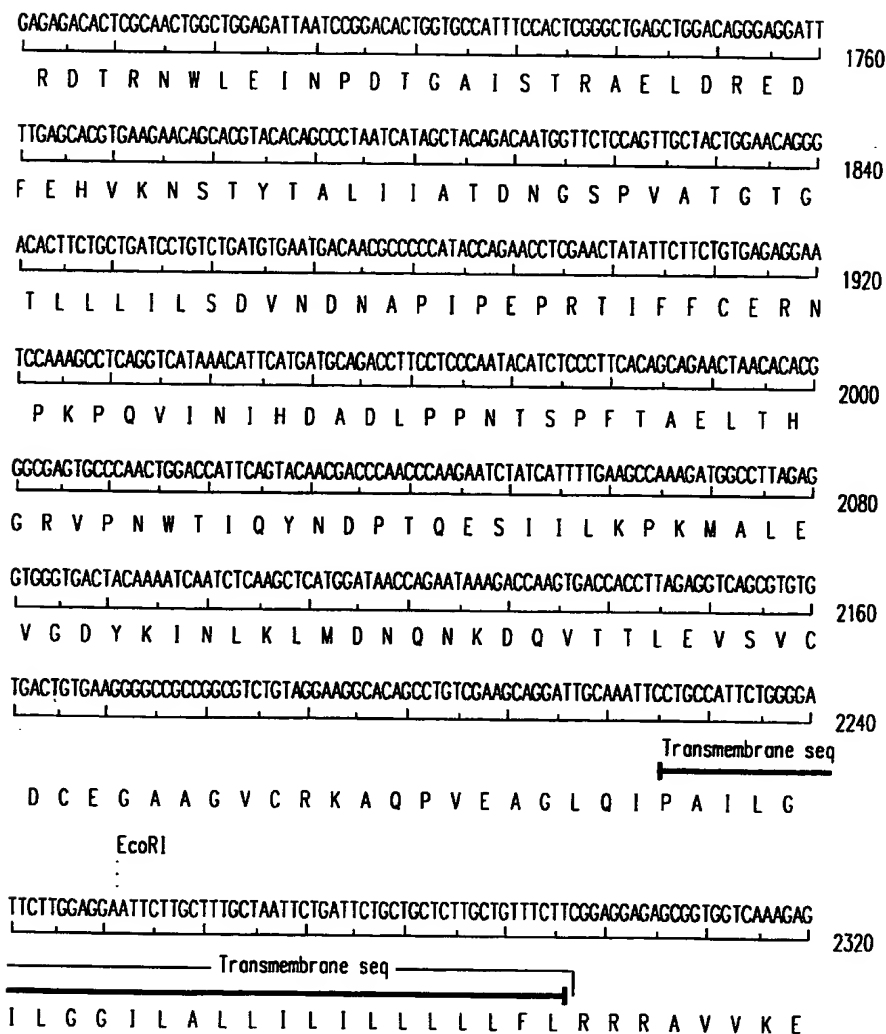 GAGAGACACTCGCAACTGGCTGGAGATTAATCCGGACACTGGTGCCATTTCCACTCGGGCTGAGCTGGACAGGGAGGATT
1760
R D T R N W L E I N P D T G A I S T R A E L D R E D
TTGAGCACGTGAAGAACAGCACGTACACAGCCCTAATCATAGCTACAGACAATGGTTCTCCAGTTGCTACTGGAACAGGG
1840
F E H V K N S T Y T A L I I A T D N G S P V A T G T G
ACACTTCTGCTGATCCTGTCTGATGTGAATGACAACGCCCCCATACCAGAACCTCGAACTATATTCTTCTGTGAGAGGAA
1920
T L L L I L S D V N D N A P I P E P R T I F F C E R N
TCCAAAGCCTCAGGTCATAAACATTCATGATGCAGACCTTCCTCCCAATACATCTCCCTTCACAGCAGAACTAACACACG
2000
P K P Q V I N I H D A D L P P N T S P F T A E L T H
GGCGAGTGCCCAACTGGACCATTCAGTACAACGACCCAACCCAAGAATCTATCATTTTGAAGCCAAAGATGGCCTTAGAG
2080
G R V P N W T I Q Y N D P T Q E S I I L K P K M A L E
GTGGGTGACTACAAAATCAATCTCAAGCTCATGGATAACCAGAATAAAGACCAAGTGACCACCTTAGAGGTCAGCGTGTG
2160
V G D Y K I N L K L M D N Q N K D Q V T T L E V S V C
TGACTGTGAAGGGGCCGCCGGCGTCTGTAGGAAGGCACAGCCTGTCGAAGCAGGATTGCAAATTCCTGCCATTCTGGGGA
2240
Transmembrane seq
D C E G A A G V C R K A Q P V E A G L Q I P A I L G
EcoRI
TTCTTGGAGGAATTCTTGCTTTGCTAATTCTGATTCTGCTGCTCTTGCTGTTTCTTCGGAGGAGAGCGGTGGTCAAAGAG
2320
Transmembrane seq
I L G G I L A L L I L I L L L L L F L R R R A V V K E